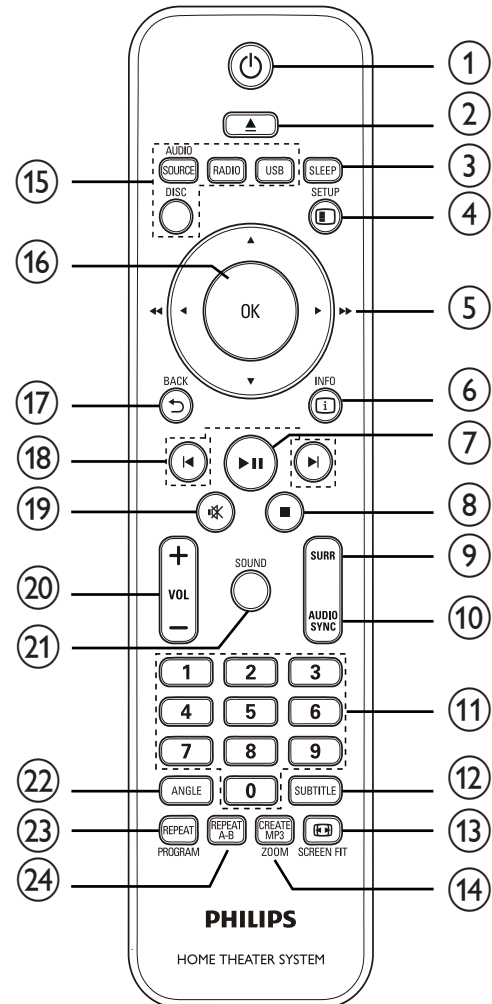 1
2
AUDIO
SOURCE RADIO USB SLEEP
3
15
DISC
SETUP
4
16
OK
5
BACK
INFO
17
6
7
18
19
8
SURR
9
20
VOL
SOUND
AUDIO
SYNC
10
21
1 2 3
4 5 6
11
7 8 9
22
ANGLE 0 SUBTITLE
12
23
REPEAT REPEAT
A-B CREATE
MP3
13
PROGRAM ZOOM SCREEN FIT
24
14
PHILIPS
HOME THEATER SYSTEM